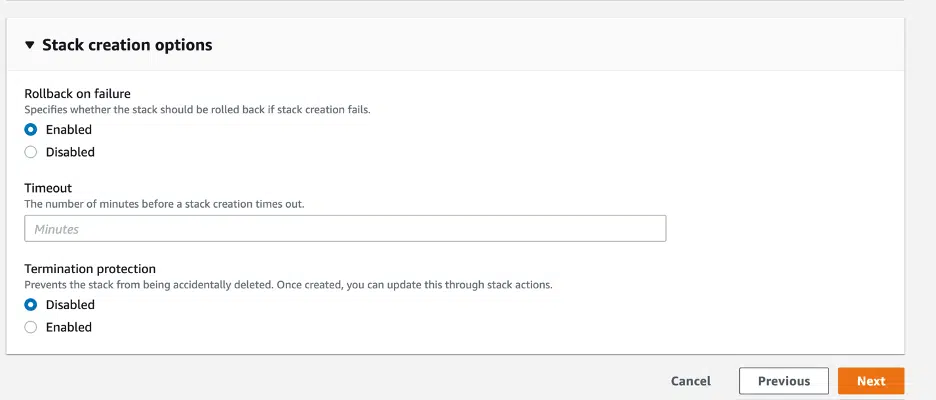 Stack creation options
Rollback on failure
Specifies whether the stack should be rolled back if stack creation fails.
Enabled
Disabled
Timeout
The number of minutes before a stack creation times out.
Minutes
Termination protection
Prevents the stack from being accidentally deleted. Once created, you can update this through stack actions.
Disabled
Enabled
Cancel Previous Next